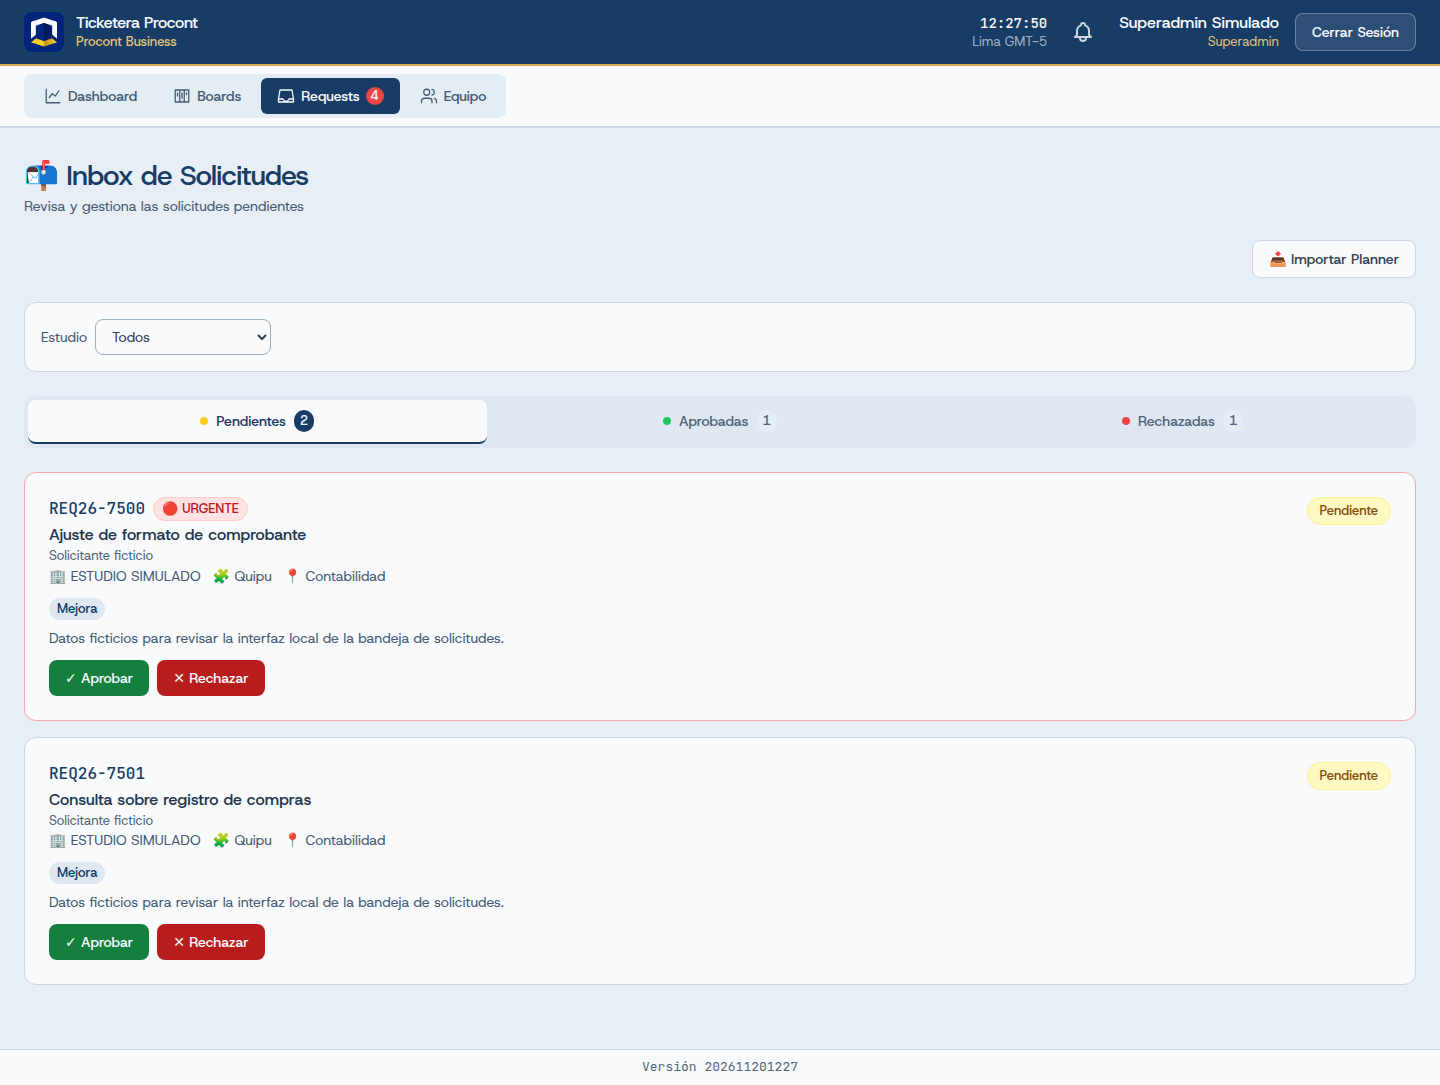 Ticketera Procont
Procont Business
12:27:50
Lima GMT-5
Superadmin Simulado
Superadmin
Cerrar Sesión
Dashboard
Boards
Requests 4
Equipo
Inbox de Solicitudes
Revisa y gestiona las solicitudes pendientes
Importar Planner
Estudio Todos
Pendientes 2
Aprobadas 1
Rechazadas 1
REQ26-7500 URGENTE
Pendiente
Ajuste de formato de comprobante
Solicitante ficticio
ESTUDIO SIMULADO Quipu Contabilidad
Mejora
Datos ficticios para revisar la interfaz local de la bandeja de solicitudes.
✓ Aprobar
✕ Rechazar
REQ26-7501
Pendiente
Consulta sobre registro de compras
Solicitante ficticio
ESTUDIO SIMULADO Quipu Contabilidad
Mejora
Datos ficticios para revisar la interfaz local de la bandeja de solicitudes.
✓ Aprobar
✕ Rechazar
Versión 202611201227